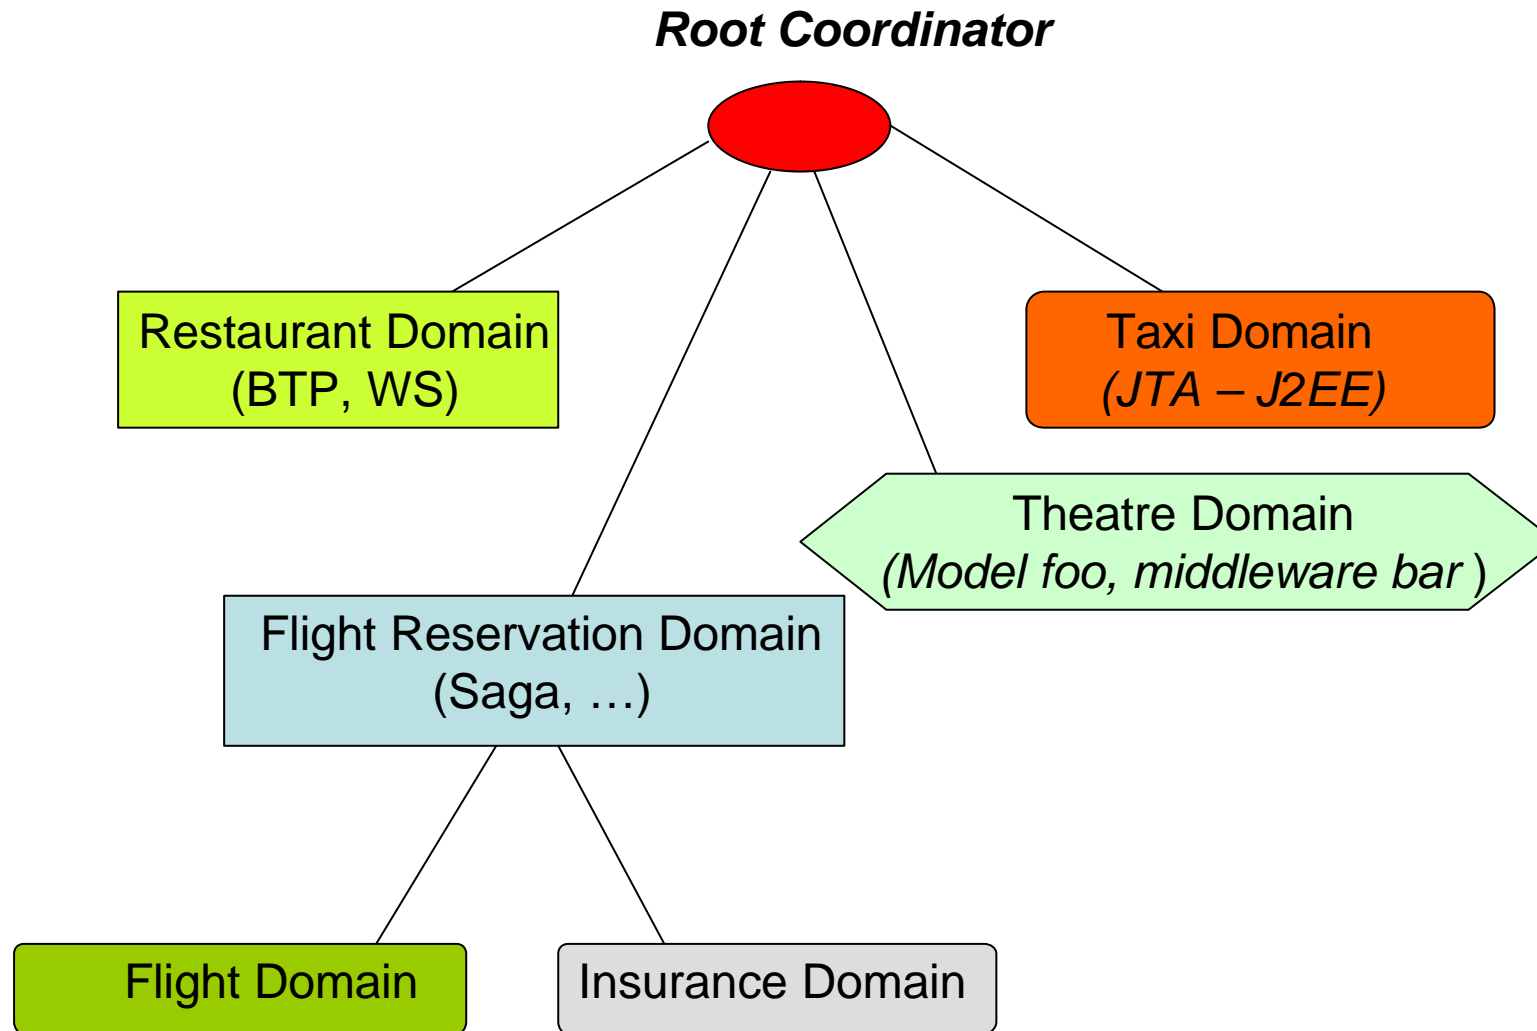 Root Coordinator
Restaurant Domain
(BTP, WS)
Taxi Domain
(JTA – J2EE)
Theatre Domain
(Model foo, middleware bar )
Flight Reservation Domain
(Saga, …)
Flight Domain
Insurance Domain